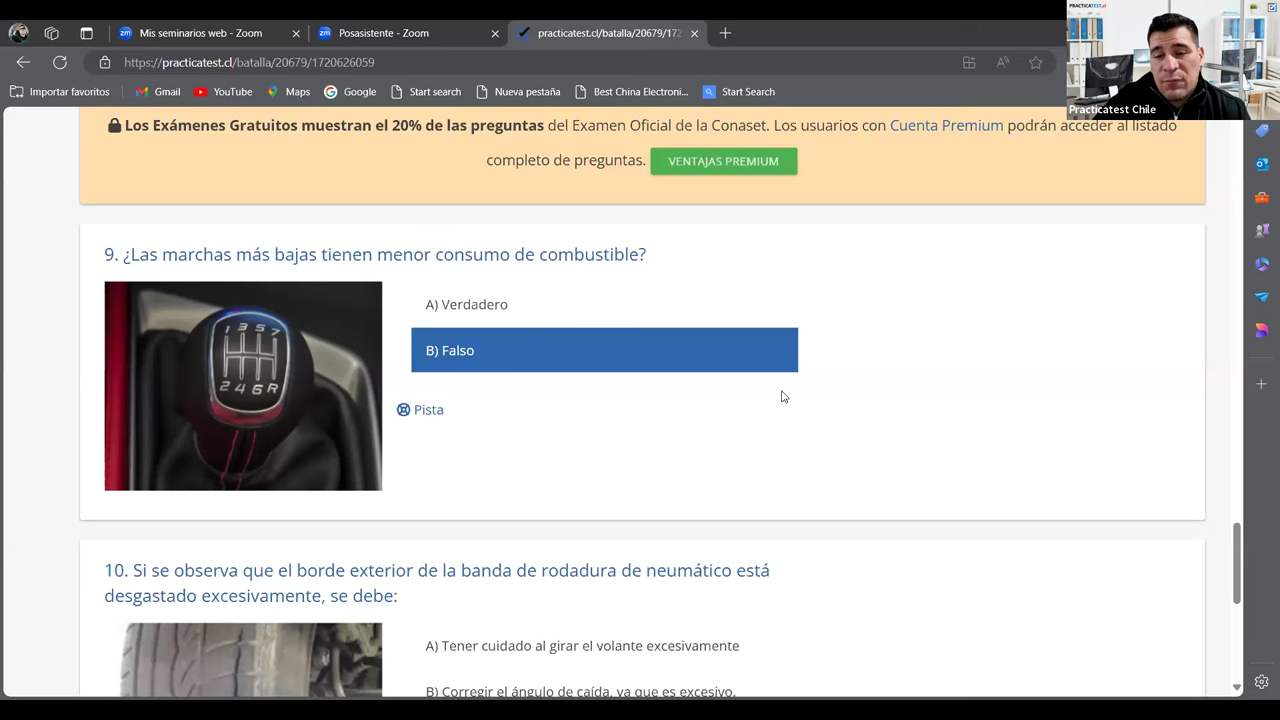 PRACTICATEST.cl
Mis seminarios web - Zoom
Posasistente - Zoom
practicatest.cl/batalla/20679/172
https://practicatest.cl/batalla/20679/1720626059
Importar favoritos
Gmail
YouTube
Maps
Google
Start search
Nueva pestaña
Best China Electroni...
Start Search
Practicatest Chile
Los Exámenes Gratuitos muestran el 20% de las preguntas del Examen Oficial de la Conaset. Los usuarios con Cuenta Premium podrán acceder al listado
completo de preguntas. VENTAJAS PREMIUM
9. ¿Las marchas más bajas tienen menor consumo de combustible?
A) Verdadero
B) Falso
Pista
1 3 5 7
2 4 6 R
10. Si se observa que el borde exterior de la banda de rodadura de neumático está
desgastado excesivamente, se debe:
A) Tener cuidado al girar el volante excesivamente
B) Corregir el ángulo de caída, ya que es excesivo.